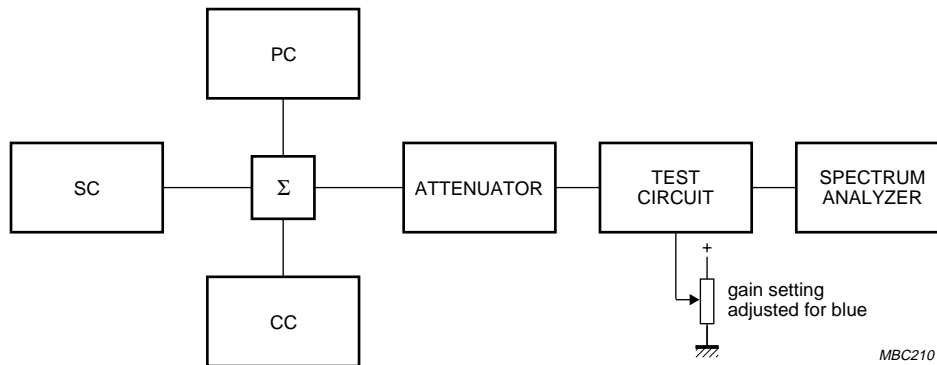 PC
SC
Σ
ATTENUATOR
TEST
CIRCUIT
SPECTRUM
ANALYZER
CC
+
gain setting
adjusted for blue
MBC210